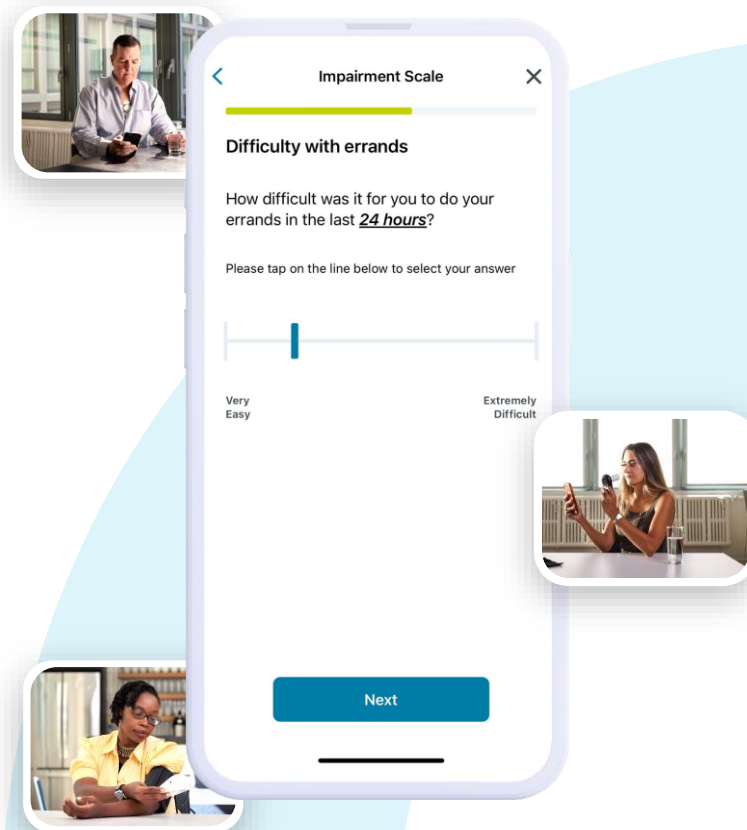 Impairment Scale
Difficulty with errands
How difficult was it for you to do your
errands in the last 24 hours?
Please tap on the line below to select your answer
Very
Easy
Extremely
Difficult
Next